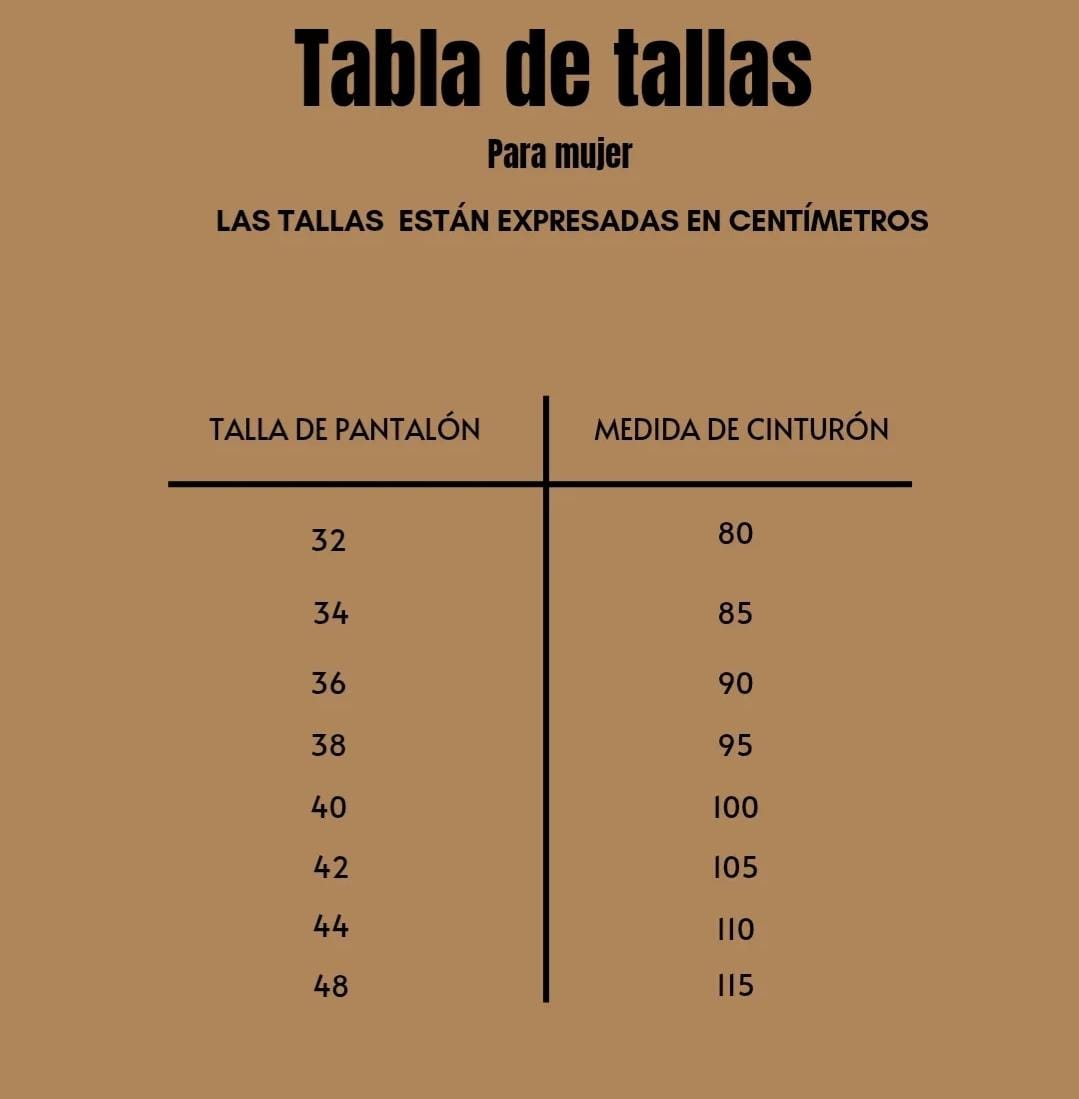 Tabla de tallas
Para mujer
LAS TALLAS ESTÁN EXPRESADAS EN CENTÍMETROS
TALLA DE PANTALÓN MEDIDA DE CINTURÓN
32 80
34 85
36 90
38 95
40 100
42 105
44 110
48 115